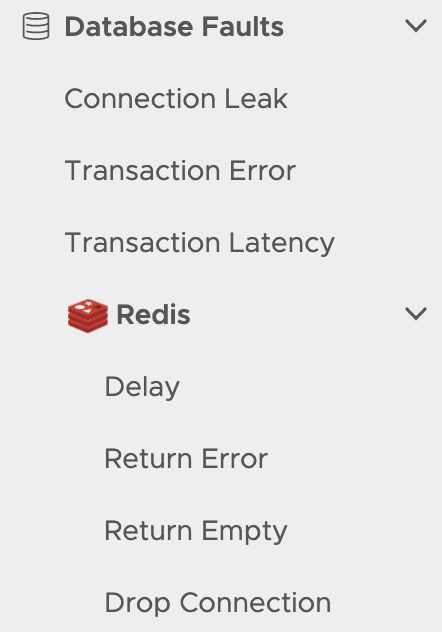 Database Faults
Connection Leak
Transaction Error
Transaction Latency
Redis
Delay
Return Error
Return Empty
Drop Connection